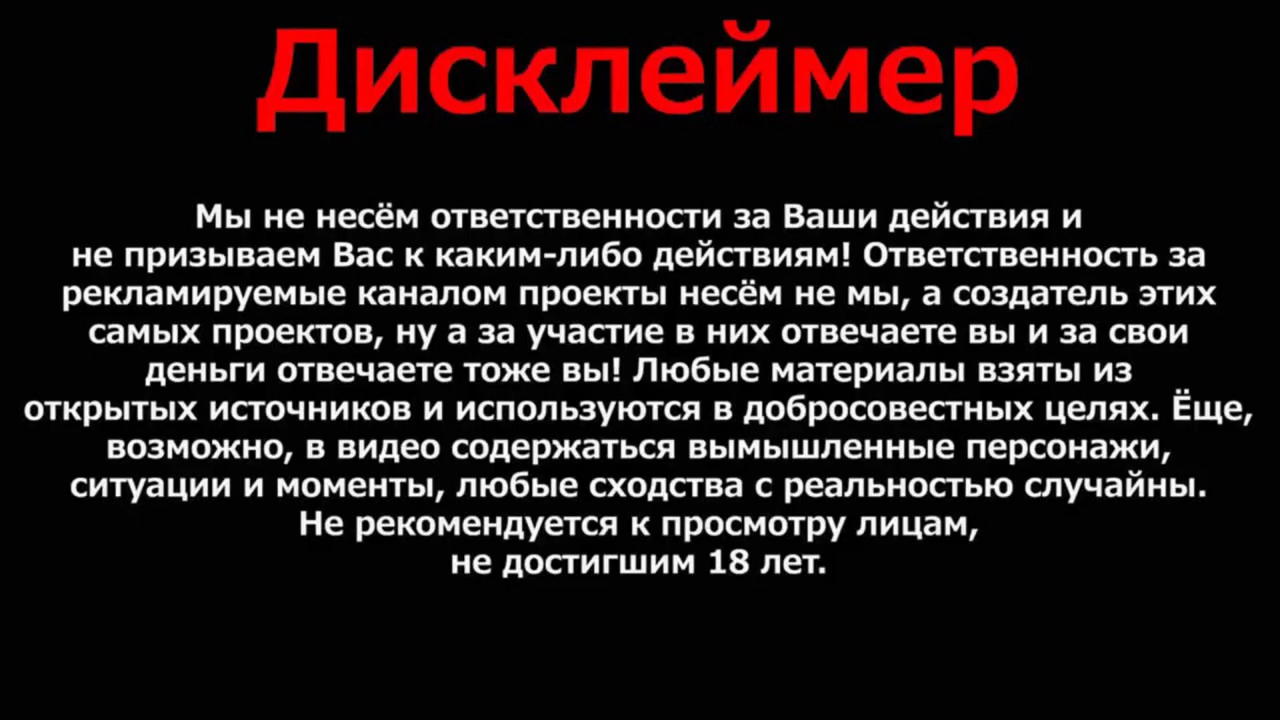 Дисклеймер
Мы не несём ответственности за Ваши действия и
не призываем Вас к каким-либо действиям! Ответственность за
рекламируемые каналом проекты несём не мы, а создатель этих
самых проектов, ну а за участие в них отвечаете вы и за свои
деньги отвечаете тоже вы! Любые материалы взяты из
открытых источников и используются в добросовестных целях. Ёще,
возможно, в видео содержаться вымышленные персонажи,
ситуации и моменты, любые сходства с реальностью случайны.
Не рекомендуется к просмотру лицам,
не достигшим 18 лет.